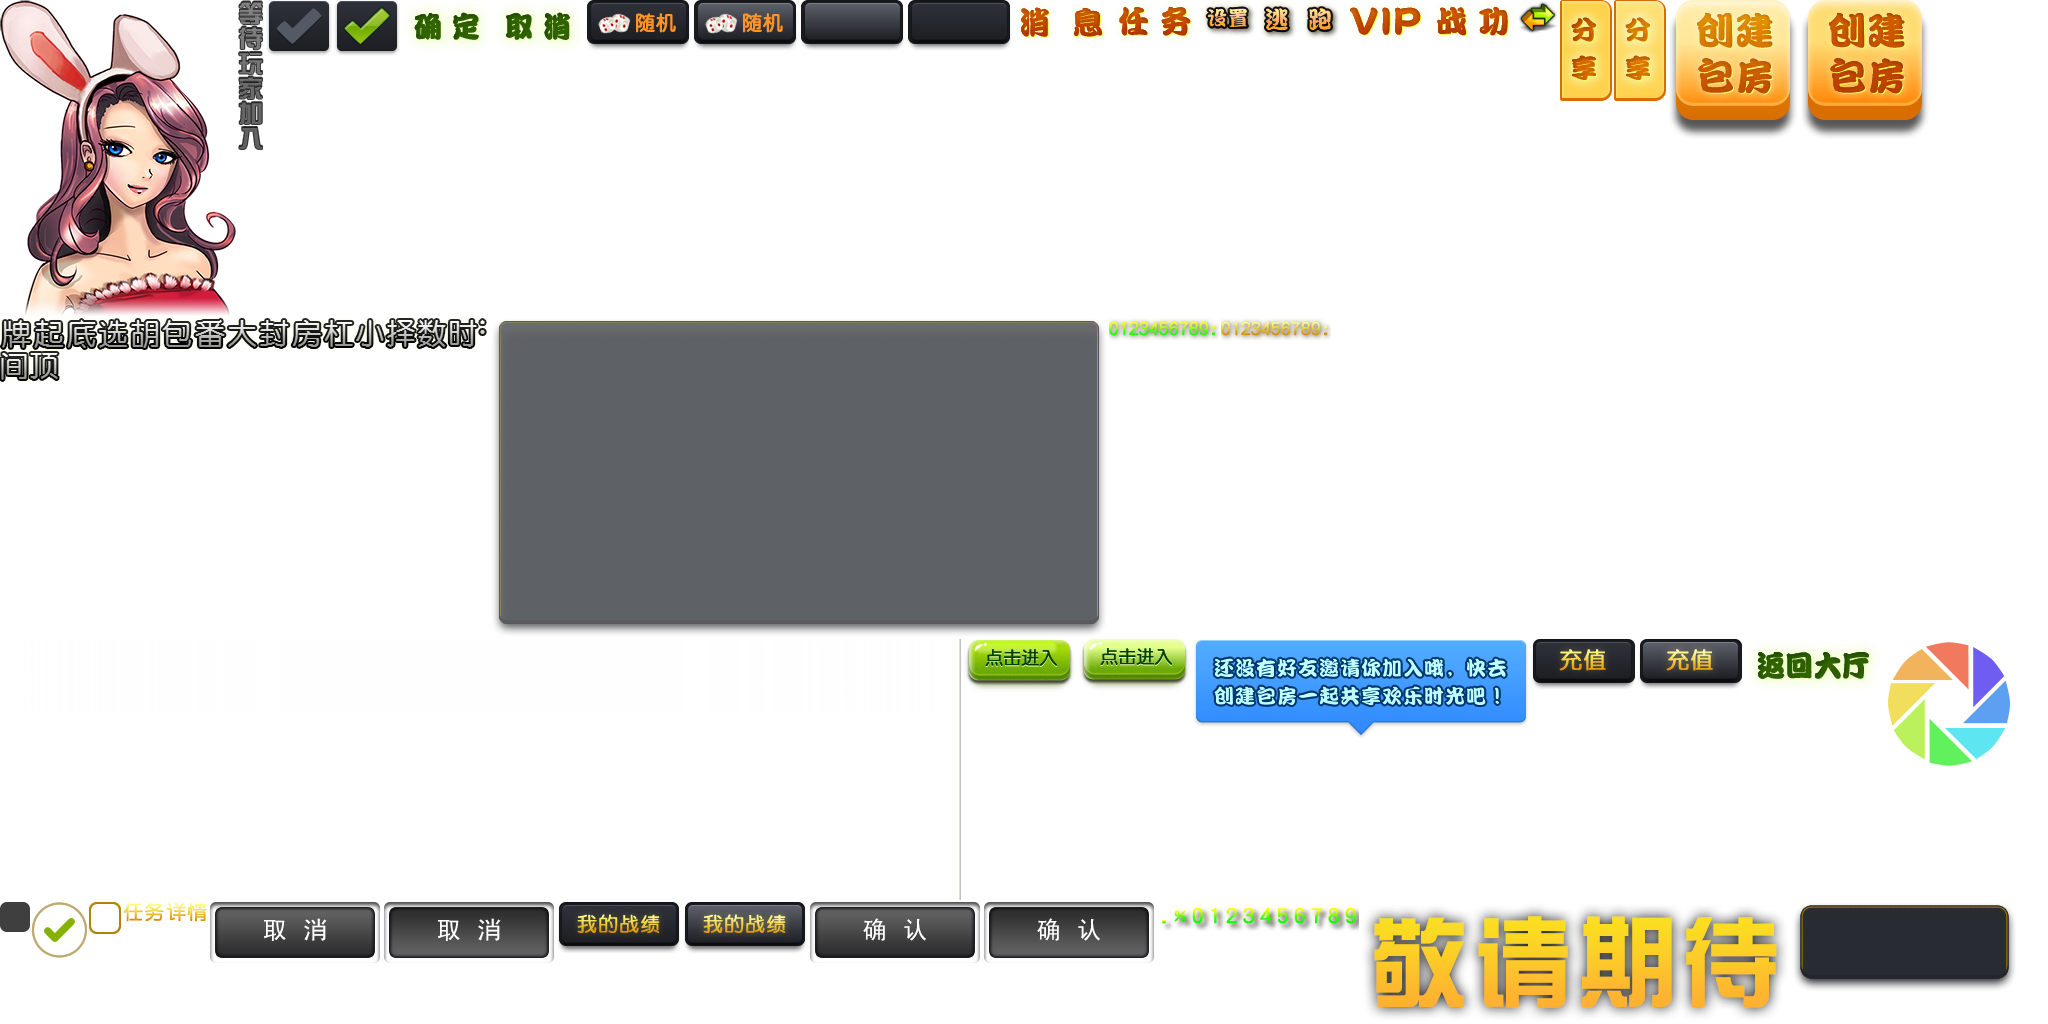 等待玩家加入
确定
取消
随机
随机
消息
任务
设置
逃跑
VIP
战功
分享
分享
创建
包房
创建
包房
牌起底选胡包番大封房杠小择数时:
间顶
0123456789:
0123456789:
点击进入
点击进入
还没有好友邀请你加入哦，快去
创建包房一起共享欢乐时光吧！
充值
充值
返回大厅
任务详情
取 消
取 消
我的战绩
我的战绩
确 认
确 认
.%0123456789
敬请期待